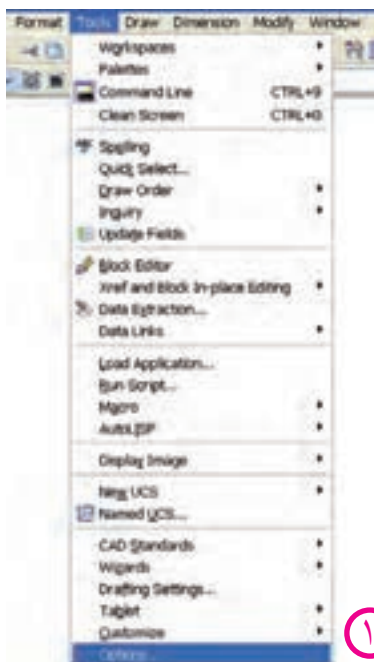 Format Tools Draw Dimension Modify Window
Workspaces
Palettes
Command Line CTRL+9
Clean Screen CTRL+0
Spelling
Quick Select...
Draw Order
Inquiry
Update Fields
Block Editor
Xref and Block In-place Editing
Data Extraction...
Data Links
Load Application...
Run Script...
Macro
AutoLISP
Display Image
New UCS
Named UCS...
CAD Standards
Wizards
Drafting Settings...
Tablet
Customize
Options...
۱